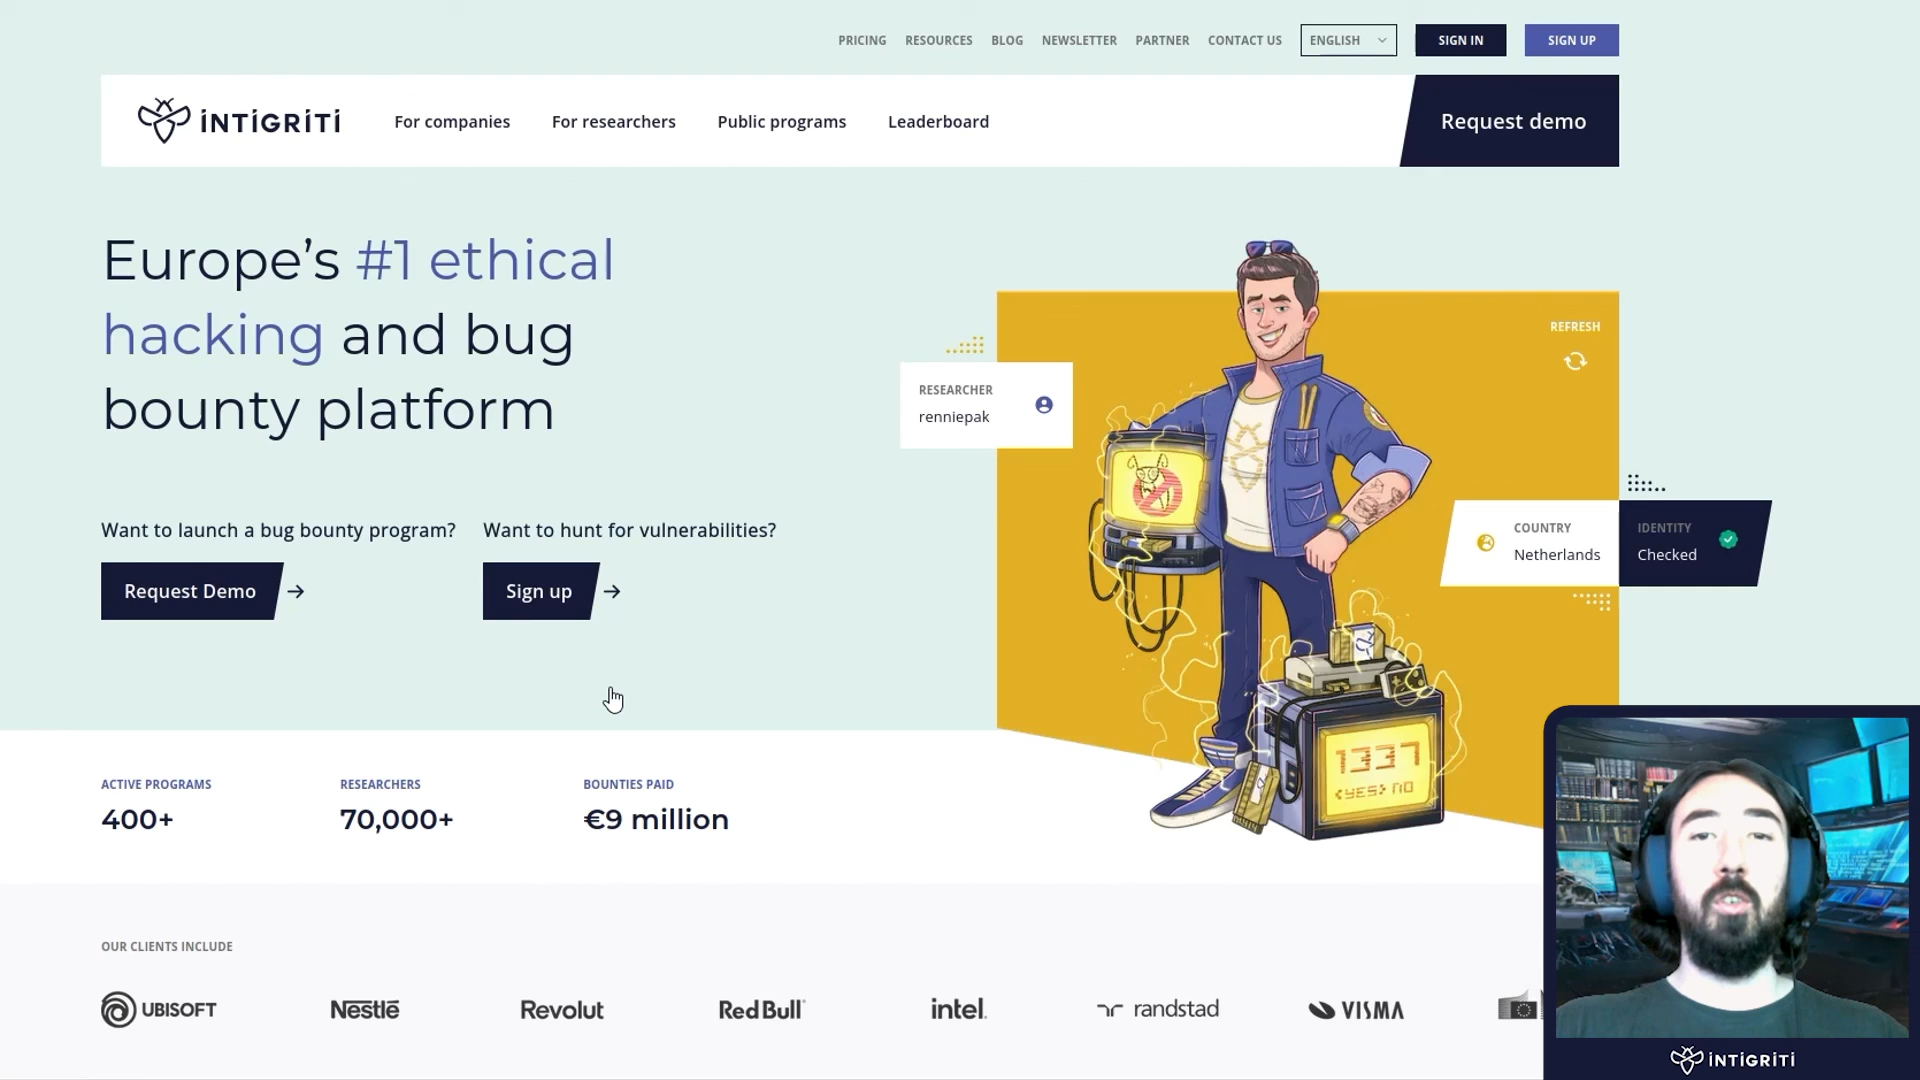 PRICING RESOURCES BLOG NEWSLETTER PARTNER CONTACT US ENGLISH SIGN IN SIGN UP
INTIGRITI For companies For researchers Public programs Leaderboard Request demo
Europe’s #1 ethical
hacking and bug
bounty platform
REFRESH
RESEARCHER
renniepak
COUNTRY
Netherlands
IDENTITY
Checked
Want to launch a bug bounty program? Want to hunt for vulnerabilities?
Request Demo → Sign up →
1337
<YES> NO
ACTIVE PROGRAMS RESEARCHERS BOUNTIES PAID
400+ 70,000+ €9 million
OUR CLIENTS INCLUDE
UBISOFT Nestlé Revolut Red Bull intel. randstad VISMA
INTIGRITI